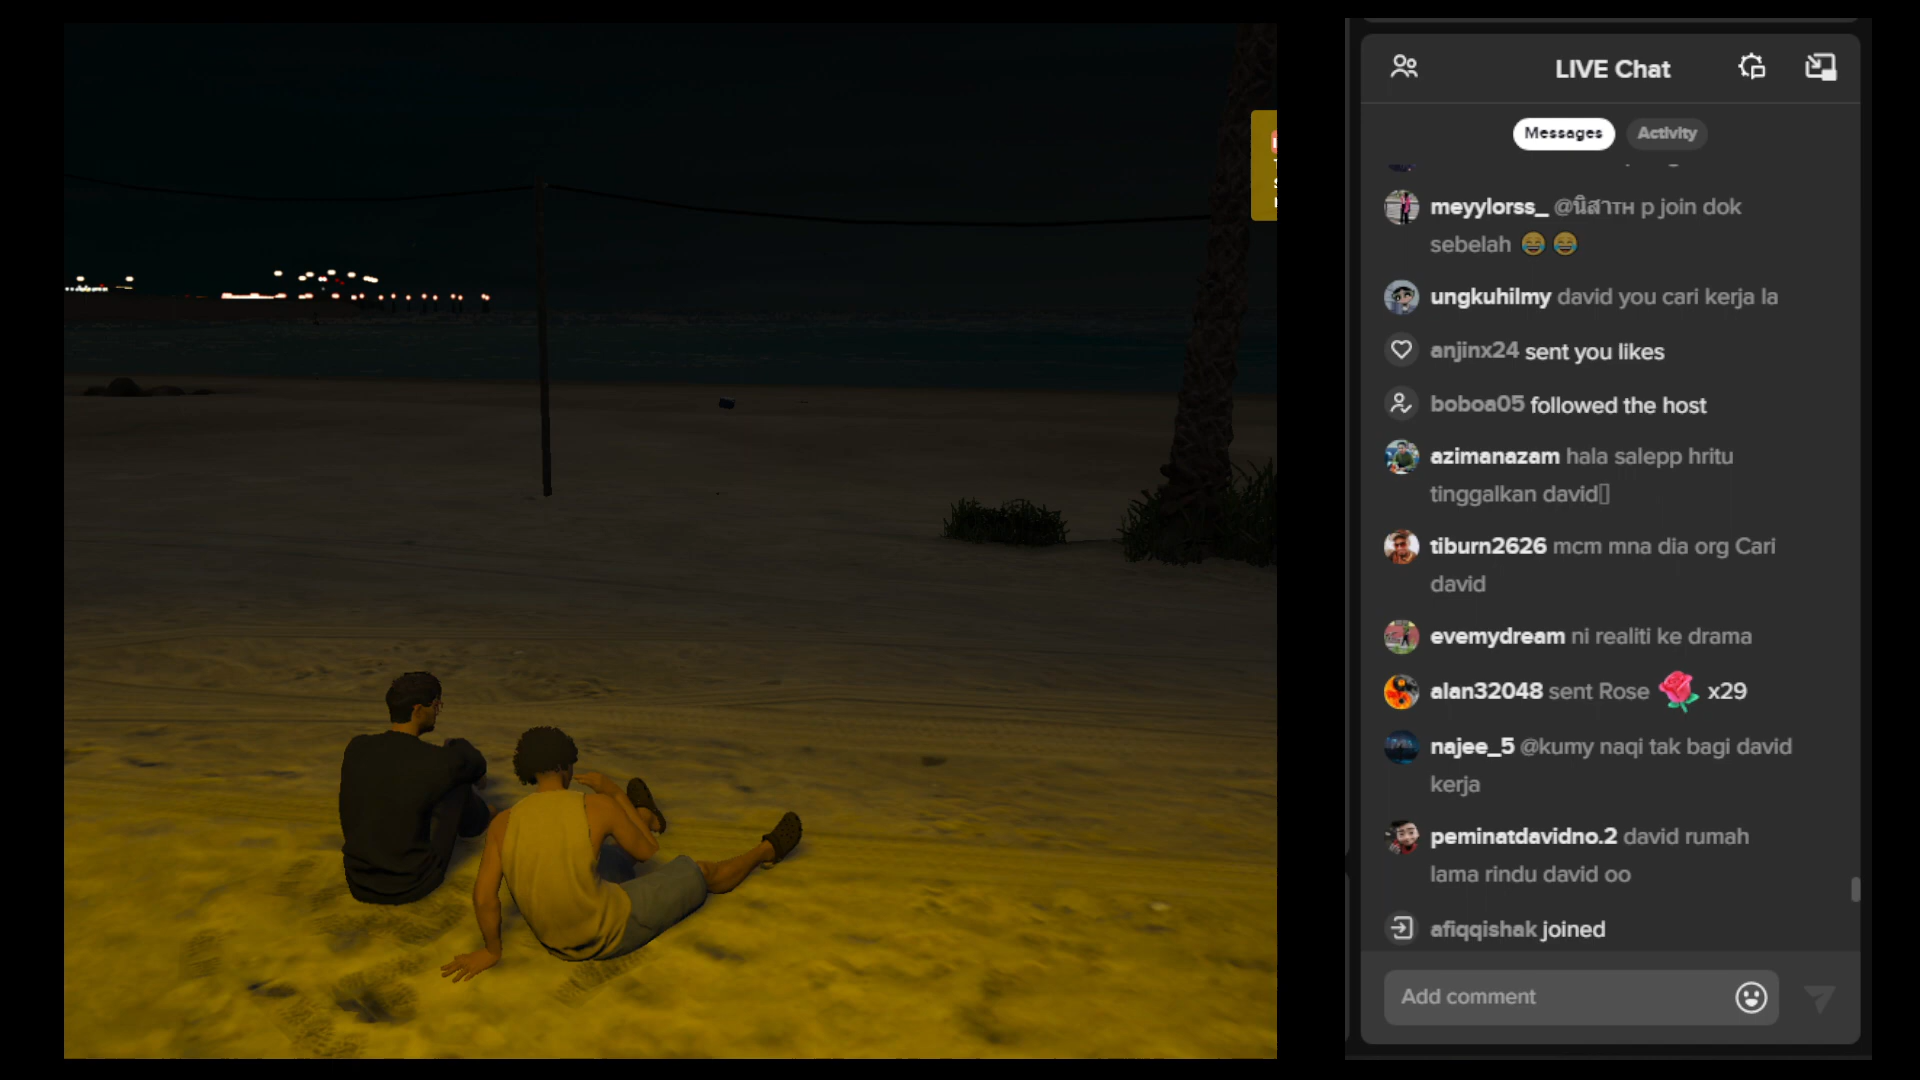 LIVE Chat
Messages
Activity
meyylorss_ @นิสาтн p join dok
sebelah 😂 😂
ungkuhilmy david you cari kerja la
anjinx24 sent you likes
boboa05 followed the host
azimanazam hala salepp hritu
tinggalkan david
tiburn2626 mcm mna dia org Cari
david
evemydream ni realiti ke drama
alan32048 sent Rose 🌹 x29
najee_5 @kumy naqi tak bagi david
kerja
peminatdavidno.2 david rumah
lama rindu david oo
afiqqishak joined
Add comment